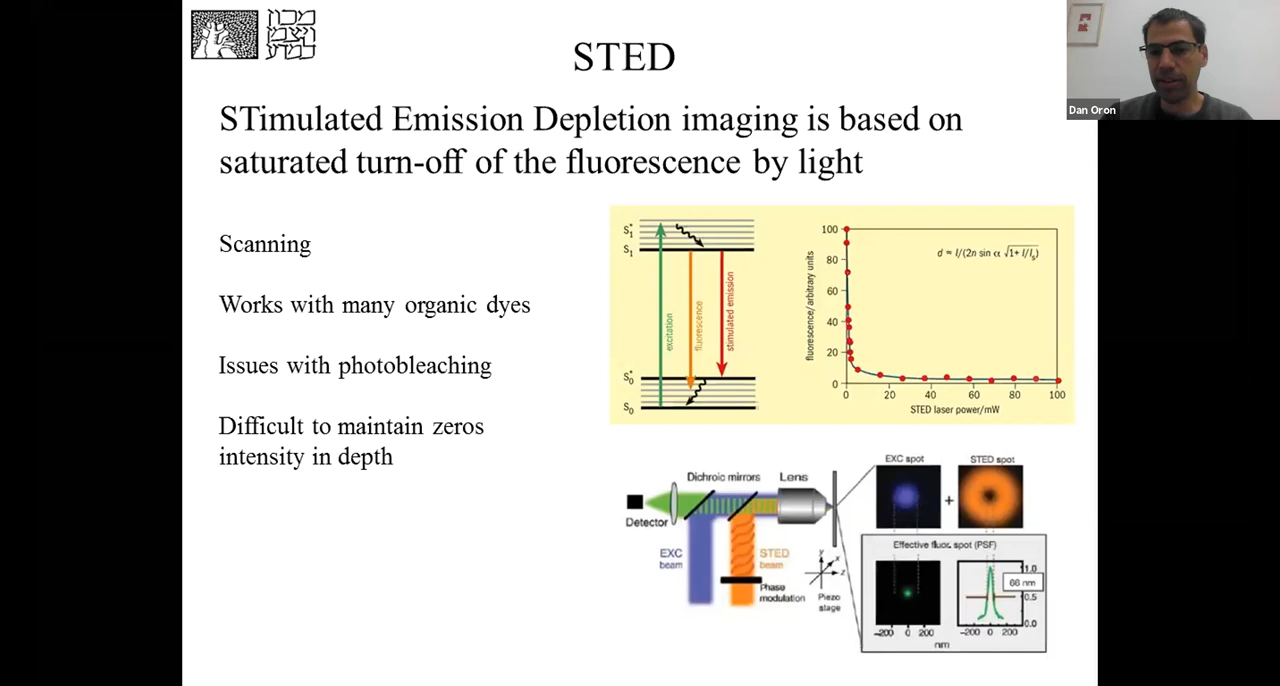 מכון
ויצמן
למדע
STED
Dan Oron
STimulated Emission Depletion imaging is based on
saturated turn-off of the fluorescence by light
Scanning
Works with many organic dyes
Issues with photobleaching
Difficult to maintain zeros
intensity in depth
S₁*
S₁
excitation
fluorescence
stimulated emission
S₀*
S₀
fluorescence/arbitrary units
100
80
60
40
20
0
d = l/(2n sin α √1+ I/Iₛ)
0 20 40 60 80 100
STED laser power/mW
Dichroic mirrors
Lens
Detector
EXC
beam
STED
beam
Phase
modulation
y
x
z
Piezo
stage
EXC spot
STED spot
+
Effective fluor. spot (PSF)
1.0
66 nm
0.5
0.0
-200 0 200
-200 0 200
nm